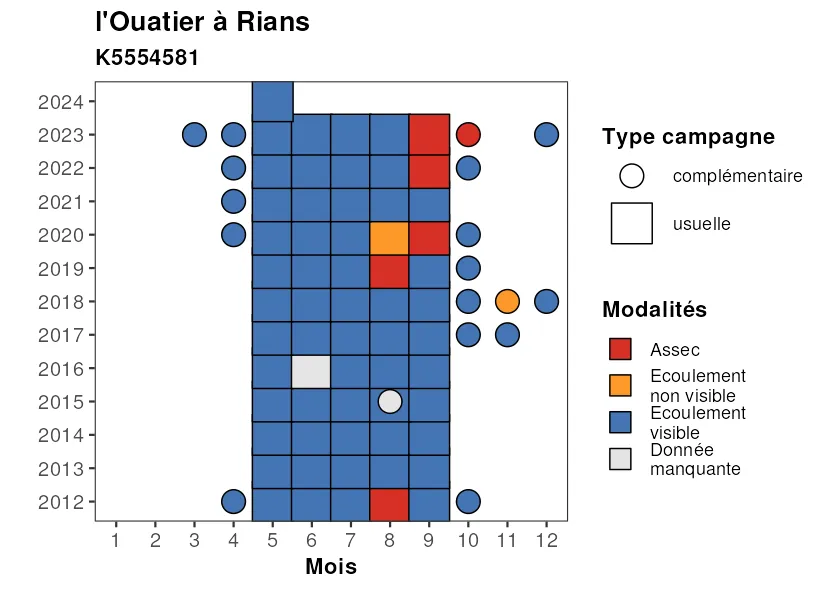 l'Ouatier à Rians
K5554581
2024
2023
2022
2021
2020
2019
2018
2017
2016
2015
2014
2013
2012
1 2 3 4 5 6 7 8 9 10 11 12
Mois
Type campagne
complémentaire
usuelle
Modalités
Assec
Ecoulement
non visible
Ecoulement
visible
Donnée
manquante